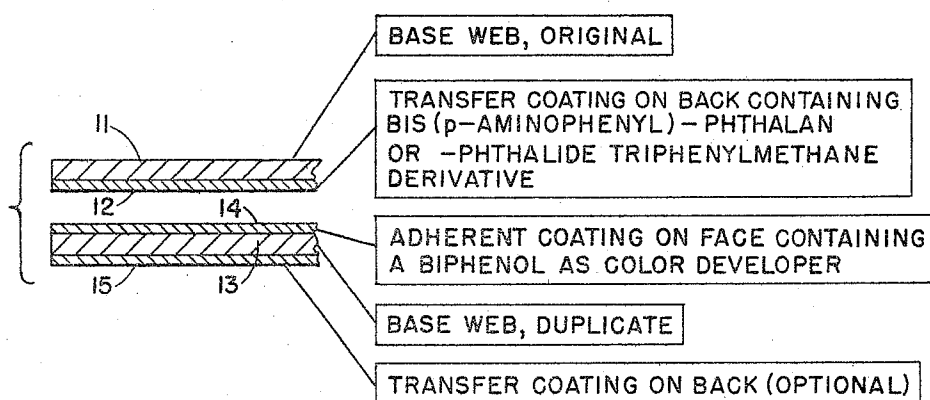 BASE WEB, ORIGINAL
TRANSFER COATING ON BACK CONTAINING
BIS (p-AMINOPHENYL)-PHTHALAN
OR -PHTHALIDE TRIPHENYLMETHANE
DERIVATIVE
11
12
14
ADHERENT COATING ON FACE CONTAINING
A BIPHENOL AS COLOR DEVELOPER
15
13
BASE WEB, DUPLICATE
TRANSFER COATING ON BACK (OPTIONAL)